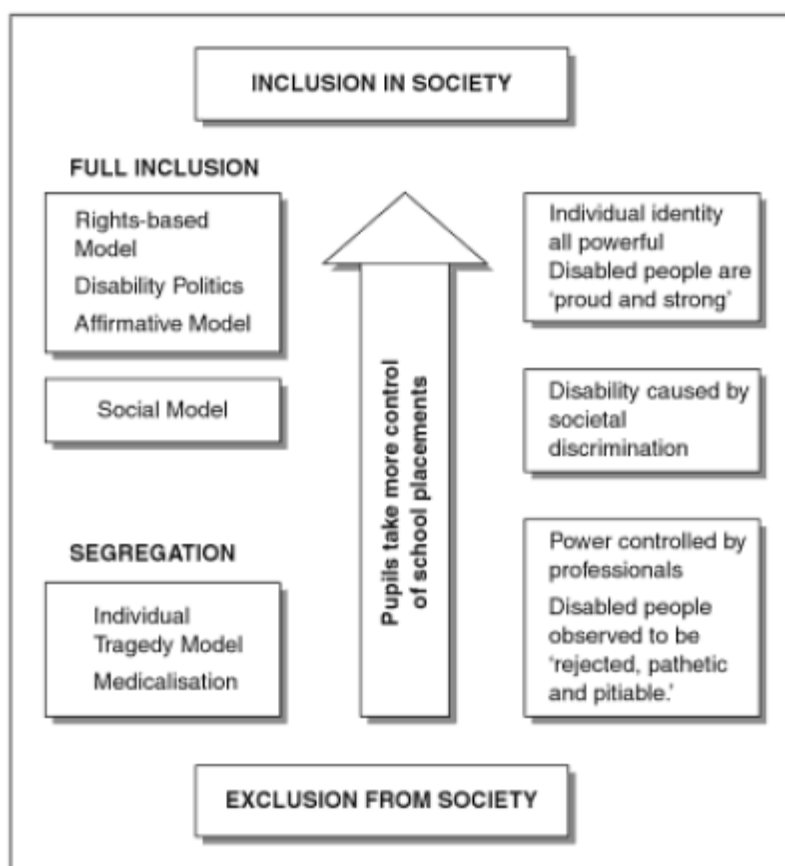 INCLUSION IN SOCIETY
FULL INCLUSION
Rights-based
Model
Disability Politics
Affirmative Model
Social Model
SEGREGATION
Individual
Tragedy Model
Medicalisation
Pupils take more control
of school placements
Individual identity
all powerful
Disabled people are
‘proud and strong’
Disability caused by
societal
discrimination
Power controlled by
professionals
Disabled people
observed to be
‘rejected, pathetic
and pitiable.’
EXCLUSION FROM SOCIETY